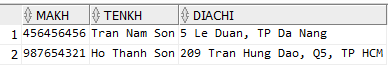 MAKH TENKH DIACHI
1 456456456 Tran Nam Son 5 Le Duan, TP Da Nang
2 987654321 Ho Thanh Son 209 Tran Hung Dao, Q5, TP HCM